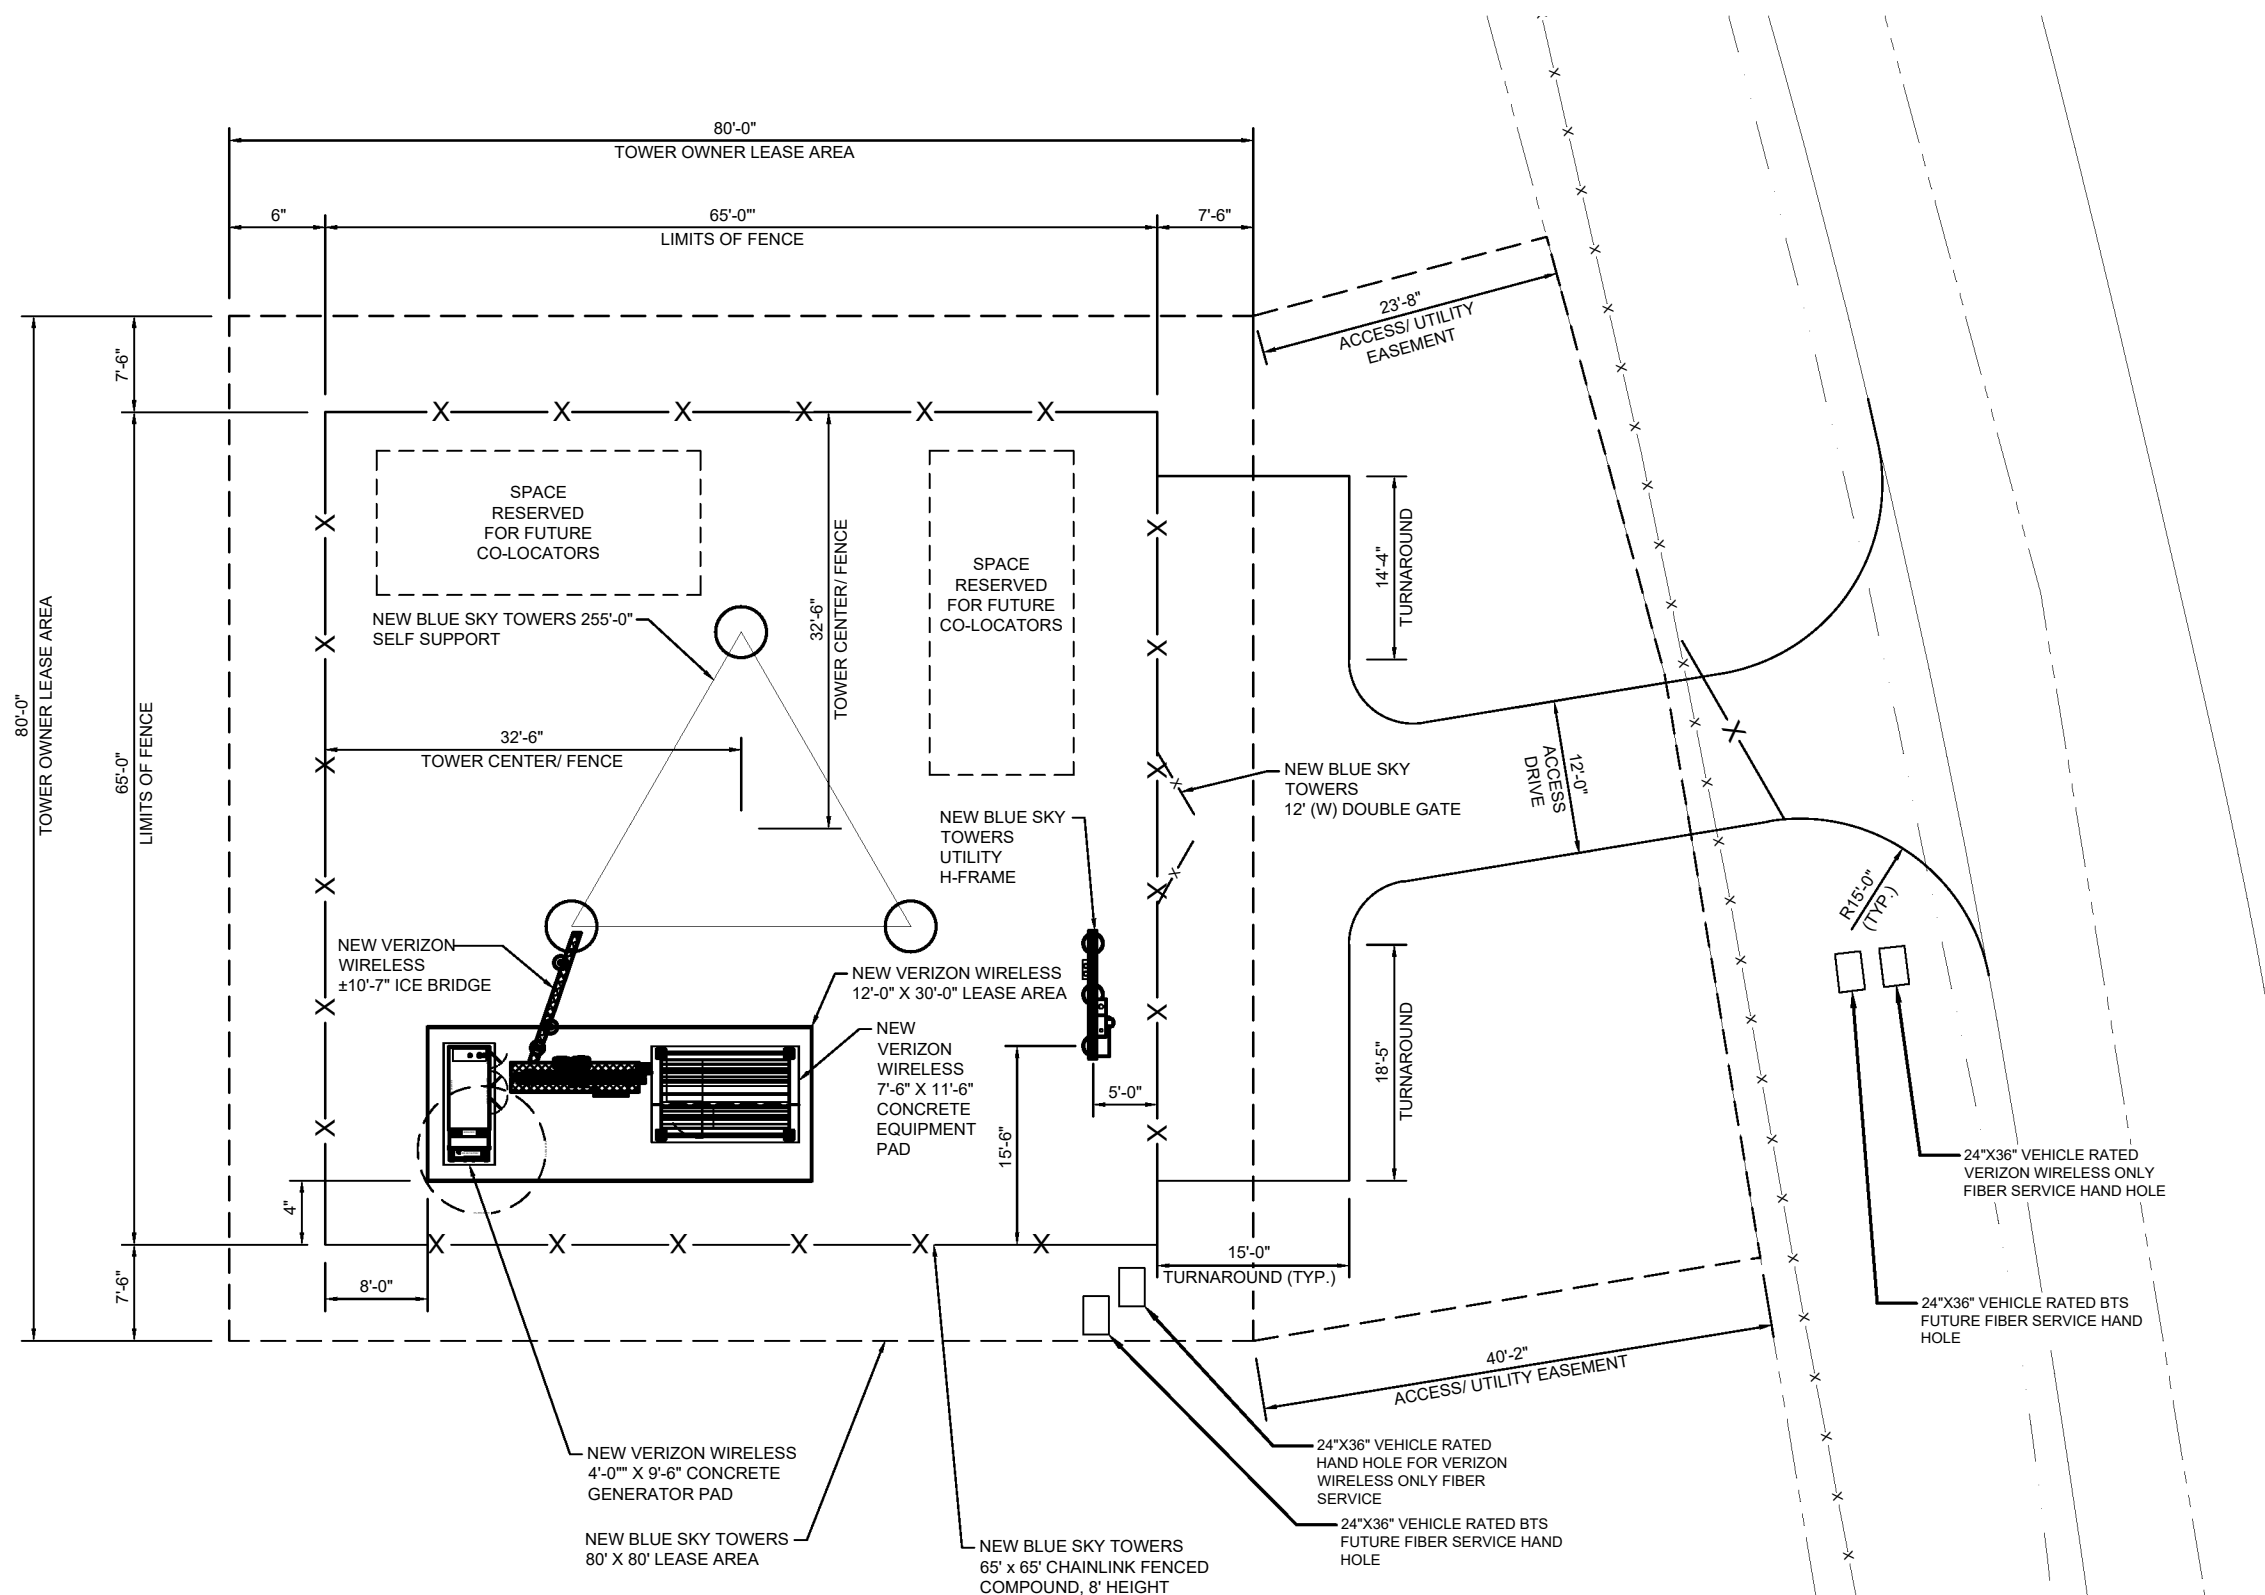 80'-0"
TOWER OWNER LEASE AREA
6"
65'-0"'
LIMITS OF FENCE
7'-6"
23'-8"
ACCESS/ UTILITY
EASEMENT
7'-6"
80'-0"
TOWER OWNER LEASE AREA
65'-0"
LIMITS OF FENCE
7'-6"
SPACE
RESERVED
FOR FUTURE
CO-LOCATORS
SPACE
RESERVED
FOR FUTURE
CO-LOCATORS
32'-6"
TOWER CENTER/ FENCE
NEW BLUE SKY TOWERS 255'-0"
SELF SUPPORT
32'-6"
TOWER CENTER/ FENCE
14'-4"
TURNAROUND
NEW BLUE SKY
TOWERS
12' (W) DOUBLE GATE
12'-0"
ACCESS
DRIVE
NEW BLUE SKY
TOWERS
UTILITY
H-FRAME
R15'-0"
(TYP.)
NEW VERIZON
WIRELESS
±10'-7" ICE BRIDGE
NEW VERIZON WIRELESS
12'-0" X 30'-0" LEASE AREA
NEW
VERIZON
WIRELESS
7'-6" X 11'-6"
CONCRETE
EQUIPMENT
PAD
5'-0"
15'-6"
18'-5"
TURNAROUND
4"
8'-0"
15'-0"
TURNAROUND (TYP.)
24"X36" VEHICLE RATED
VERIZON WIRELESS ONLY
FIBER SERVICE HAND HOLE
24"X36" VEHICLE RATED BTS
FUTURE FIBER SERVICE HAND
HOLE
40'-2"
ACCESS/ UTILITY EASEMENT
NEW VERIZON WIRELESS
4'-0"" X 9'-6" CONCRETE
GENERATOR PAD
24"X36" VEHICLE RATED
HAND HOLE FOR VERIZON
WIRELESS ONLY FIBER
SERVICE
24"X36" VEHICLE RATED BTS
FUTURE FIBER SERVICE HAND
HOLE
NEW BLUE SKY TOWERS
80' X 80' LEASE AREA
NEW BLUE SKY TOWERS
65' x 65' CHAINLINK FENCED
COMPOUND, 8' HEIGHT